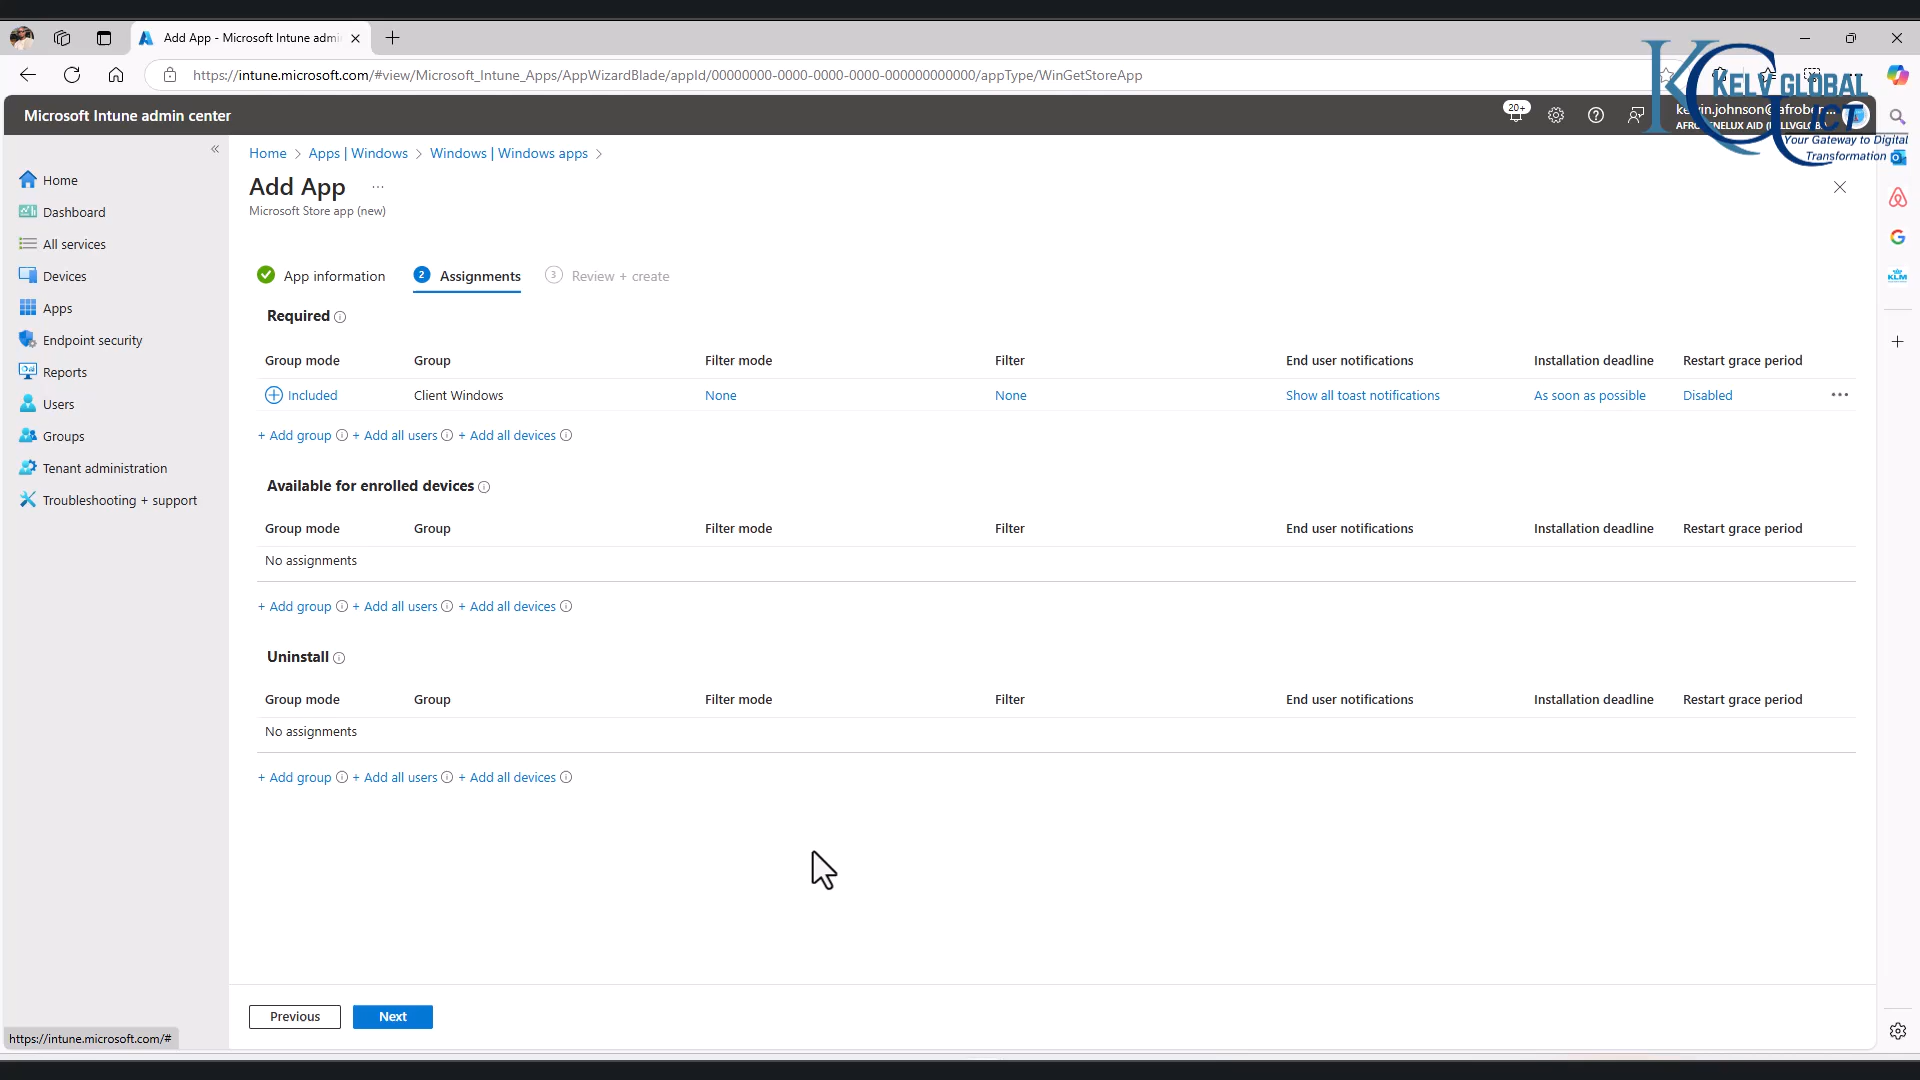 Add App - Microsoft Intune admi
https://intune.microsoft.com/#view/Microsoft_Intune_Apps/AppWizardBlade/appId/00000000-0000-0000-0000-000000000000/appType/WinGetStoreApp
KELV GLOBAL
ICT
Your Gateway to Digital
Transformation
Microsoft Intune admin center
20+
Home
Dashboard
All services
Devices
Apps
Endpoint security
Reports
Users
Groups
Tenant administration
Troubleshooting + support
Home > Apps | Windows > Windows | Windows apps >
Add App ...
Microsoft Store app (new)
App information
2 Assignments
3 Review + create
Required
Group mode Group Filter mode Filter End user notifications Installation deadline Restart grace period
Included Client Windows None None Show all toast notifications As soon as possible Disabled ...
+ Add group + Add all users + Add all devices
Available for enrolled devices
Group mode Group Filter mode Filter End user notifications Installation deadline Restart grace period
No assignments
+ Add group + Add all users + Add all devices
Uninstall
Group mode Group Filter mode Filter End user notifications Installation deadline Restart grace period
No assignments
+ Add group + Add all users + Add all devices
Previous Next
https://intune.microsoft.com/#
KLM